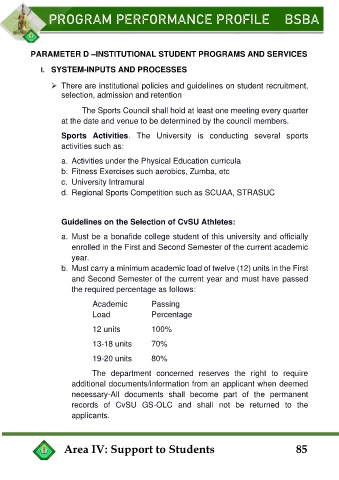 PROGRAM PERFORMANCE PROFILE BSBA
PARAMETER D –INSTITUTIONAL STUDENT PROGRAMS AND SERVICES
I. SYSTEM-INPUTS AND PROCESSES
➢ There are institutional policies and guidelines on student recruitment,
selection, admission and retention
The Sports Council shall hold at least one meeting every quarter
at the date and venue to be determined by the council members.
Sports Activities. The University is conducting several sports
activities such as:
a. Activities under the Physical Education curricula
b. Fitness Exercises such aerobics, Zumba, etc
c. University Intramural
d. Regional Sports Competition such as SCUAA, STRASUC
Guidelines on the Selection of CvSU Athletes:
a. Must be a bonafide college student of this university and officially
enrolled in the First and Second Semester of the current academic
year.
b. Must carry a minimum academic load of twelve (12) units in the First
and Second Semester of the current year and must have passed
the required percentage as follows:
Academic Passing
Load Percentage
12 units 100%
13-18 units 70%
19-20 units 80%
The department concerned reserves the right to require
additional documents/information from an applicant when deemed
necessary-All documents shall become part of the permanent
records of CvSU GS-OLC and shall not be returned to the
applicants.
Area IV: Support to Students 85